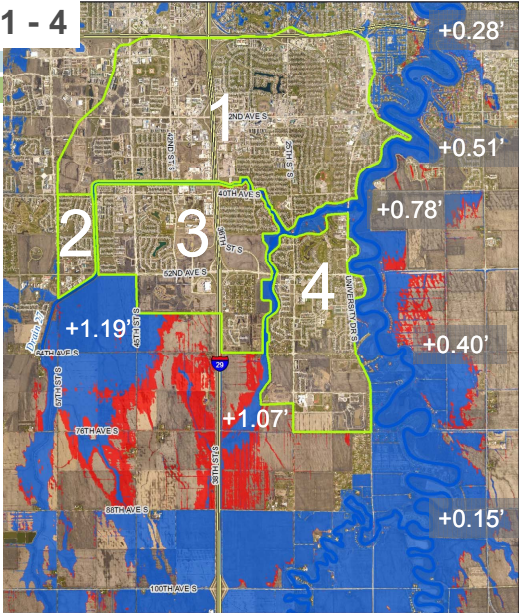 1 - 4
+0.28'
1
2ND AVE S
42ND ST S
25TH ST S
+0.51'
40TH AVE S
+0.78'
2
3
36TH ST S
52ND AVE S
4
UNIVERSITY DR S
+1.19'
45TH ST S
Drain 27
64TH AVE S
+0.40'
29
57TH ST S
+1.07'
76TH AVE S
38TH ST S
88TH AVE S
+0.15'
100TH AVE S